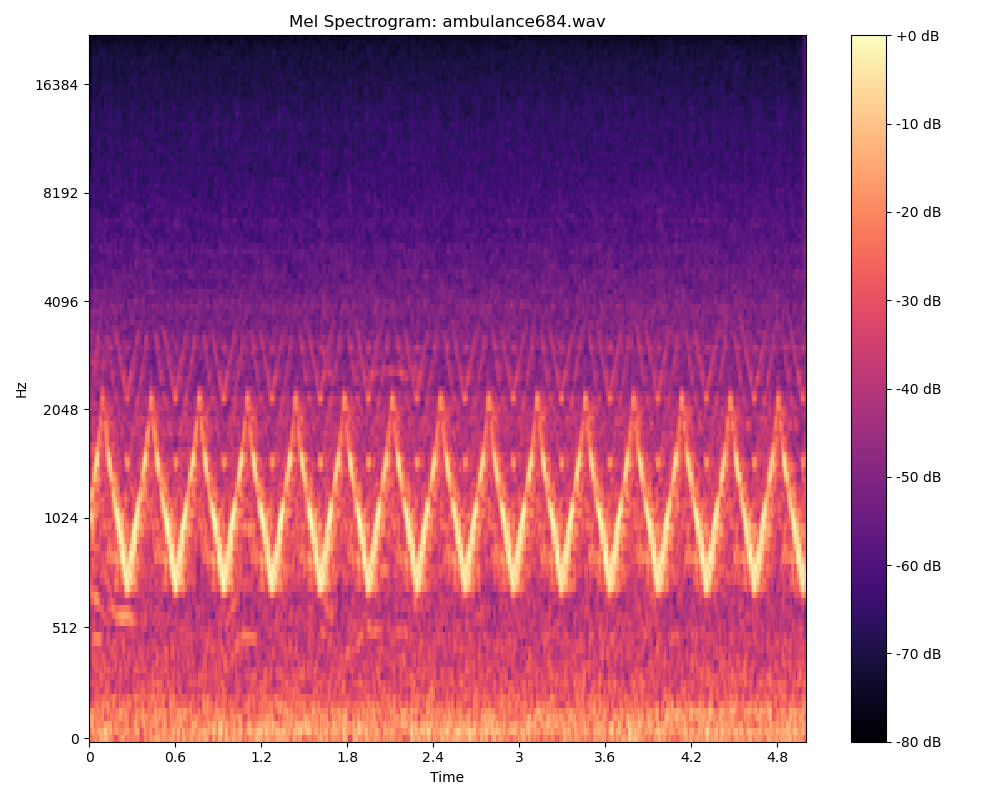 Mel Spectrogram: ambulance684.wav
+0 dB
16384
-10 dB
8192
-20 dB
4096
-30 dB
Hz
2048
-40 dB
1024
-50 dB
-60 dB
512
-70 dB
0
-80 dB
0 0.6 1.2 1.8 2.4 3 3.6 4.2 4.8
Time